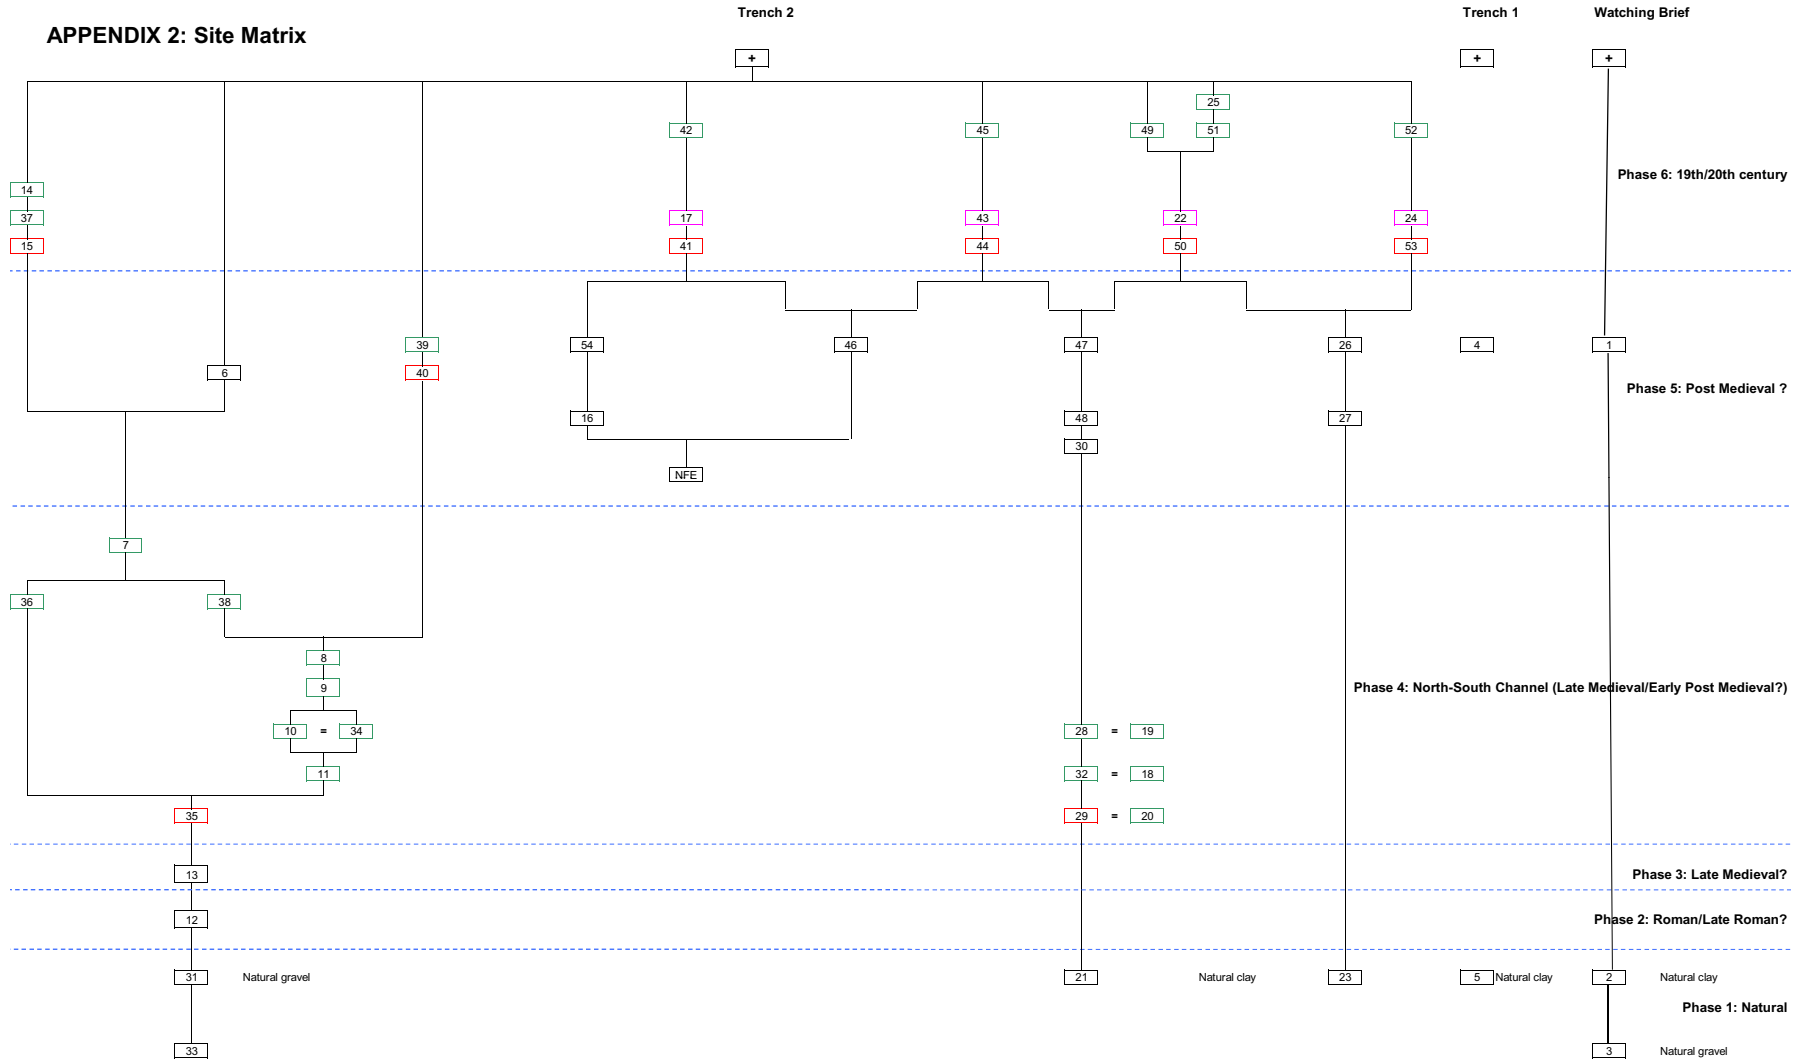 Trench 2 Trench 1 Watching Brief
APPENDIX 2: Site Matrix
+ + +
25
42 45 49 51 52
Phase 6: 19th/20th century
14
37 17 43 22 24
15 41 44 50 53
39 54 46 47 26 4 1
6 40
Phase 5: Post Medieval ?
16 48 27
30
NFE
7
36 38
8
9 Phase 4: North-South Channel (Late Medieval/Early Post Medieval?)
10 = 34 28 = 19
11 32 = 18
35 29 = 20
13 Phase 3: Late Medieval?
12 Phase 2: Roman/Late Roman?
31 Natural gravel 21 Natural clay 23 5 Natural clay 2 Natural clay
Phase 1: Natural
33 3 Natural gravel